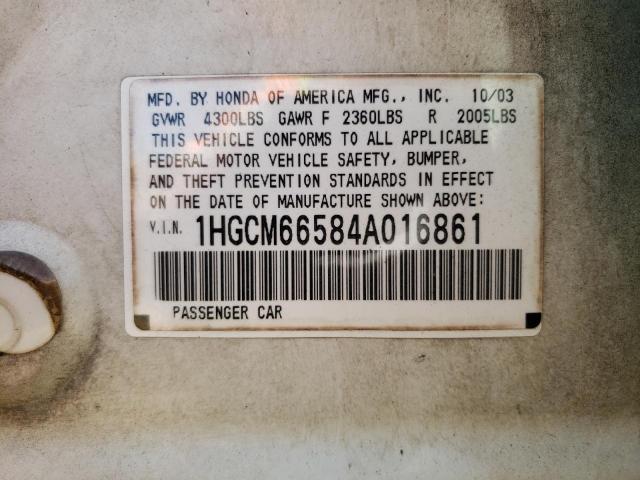 MFD. BY HONDA OF AMERICA MFG., INC. 10/03
GVWR 4300LBS GAWR F 2360LBS R 2005LBS
THIS VEHICLE CONFORMS TO ALL APPLICABLE
FEDERAL MOTOR VEHICLE SAFETY, BUMPER,
AND THEFT PREVENTION STANDARDS IN EFFECT
ON THE DATE OF MANUFACTURE SHOWN ABOVE:
V.I.N. 1HGCM66584A016861
PASSENGER CAR